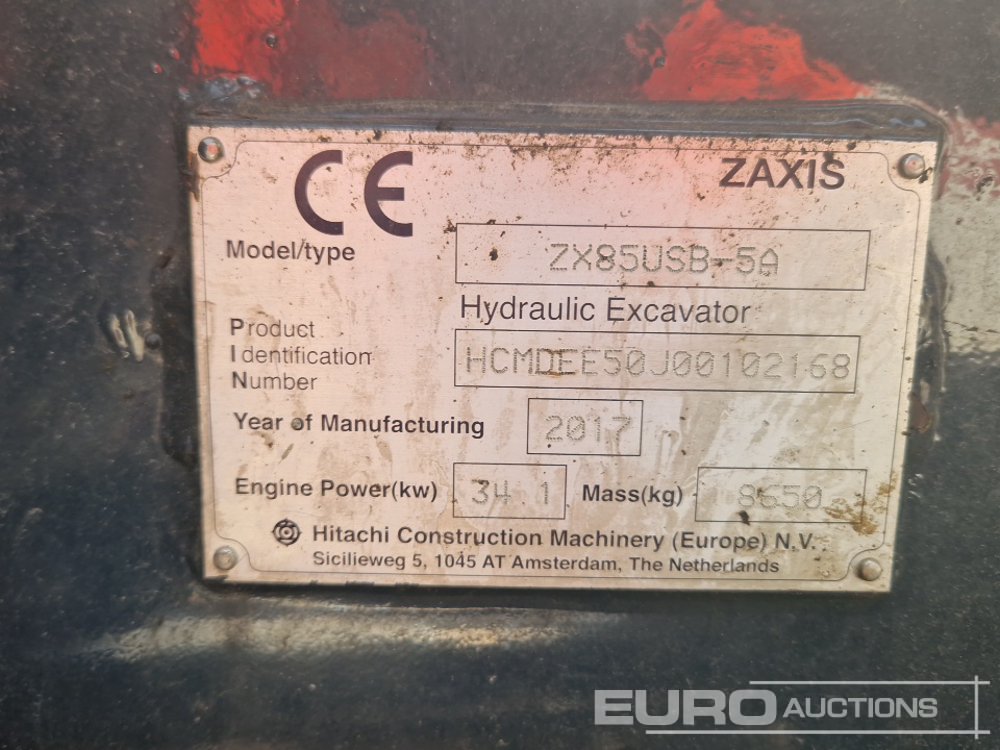 CE ZAXIS
Model/type ZX85USB-5A
Hydraulic Excavator
Product
Identification
Number HCMDEE50J00102168
Year of Manufacturing 2017
Engine Power(kw) 34.1 Mass(kg) 8650
Hitachi Construction Machinery (Europe) N.V.
Sicilieweg 5, 1045 AT Amsterdam, The Netherlands
EURO AUCTIONS